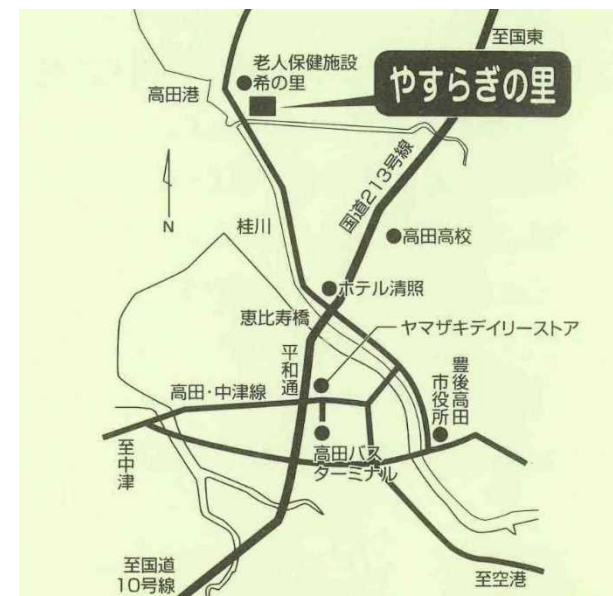 至国東
老人保健施設
希の里
やすらぎの里
高田港
国道213号線
N
桂川
高田高校
ホテル清照
恵比寿橋
ヤマザキデイリーストア
平和通
高田・中津線
豊後高田
市役所
至中津
高田バス
ターミナル
至国道
10号線
至空港